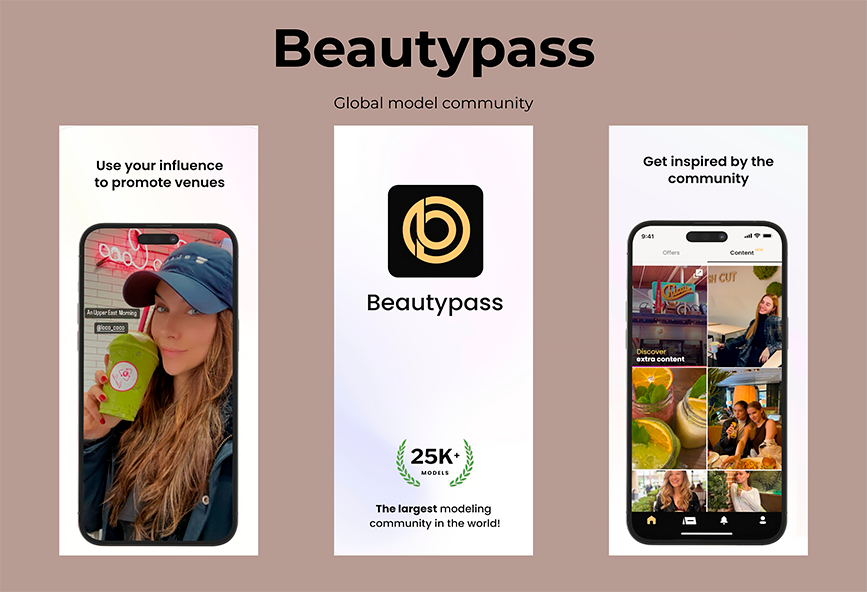 Beautypass
Global model community
Use your influence
to promote venues
An Upper East Morning
@loco_coco
Beautypass
25K+
MODELS
The largest modeling
community in the world!
Get inspired by the
community
9:41
Offers
Content
CUT
Discover
extra content